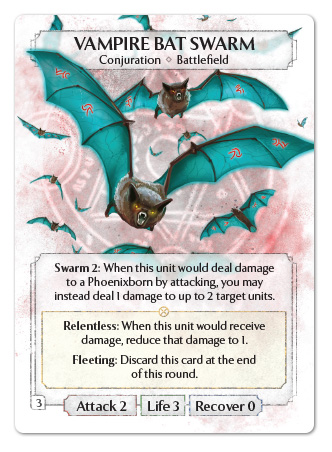 VAMPIRE BAT SWARM
Conjuration ⟡ Battlefield
Swarm 2: When this unit would deal damage
to a Phoenixborn by attacking, you may
instead deal 1 damage to up to 2 target units.
Relentless: When this unit would receive
damage, reduce that damage to 1.
Fleeting: Discard this card at the end
of this round.
3
Attack 2
Life 3
Recover 0